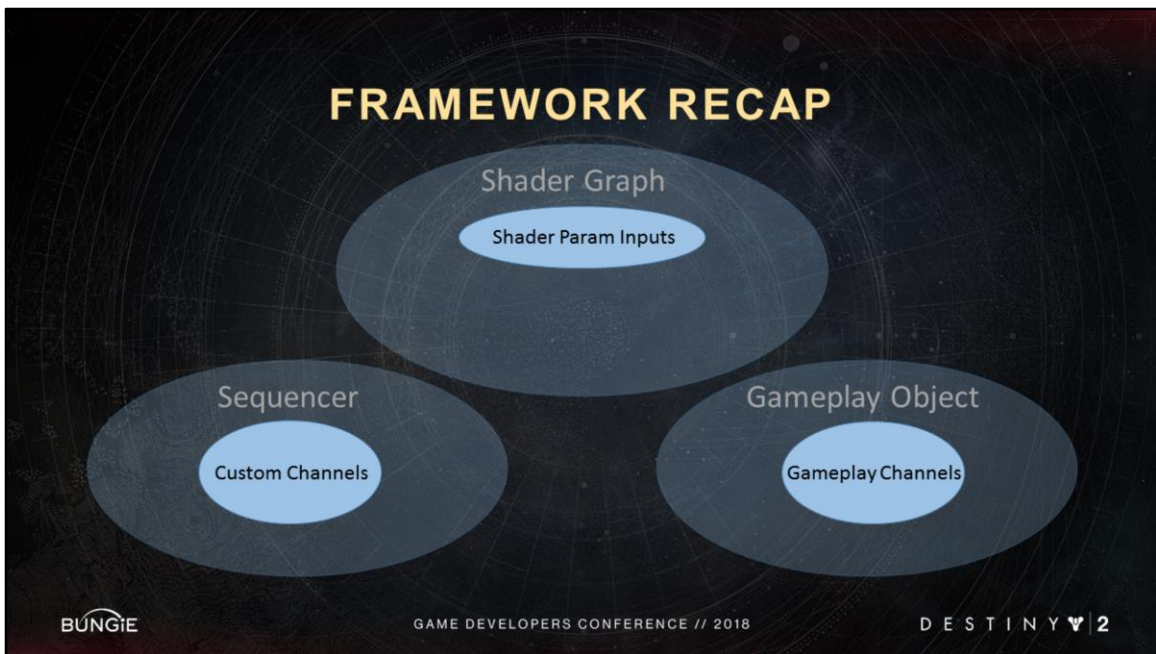 FRAMEWORK RECAP
Shader Graph
Shader Param Inputs
Sequencer
Custom Channels
Gameplay Object
Gameplay Channels
BUNGiE
GAME DEVELOPERS CONFERENCE // 2018
DESTINY 2